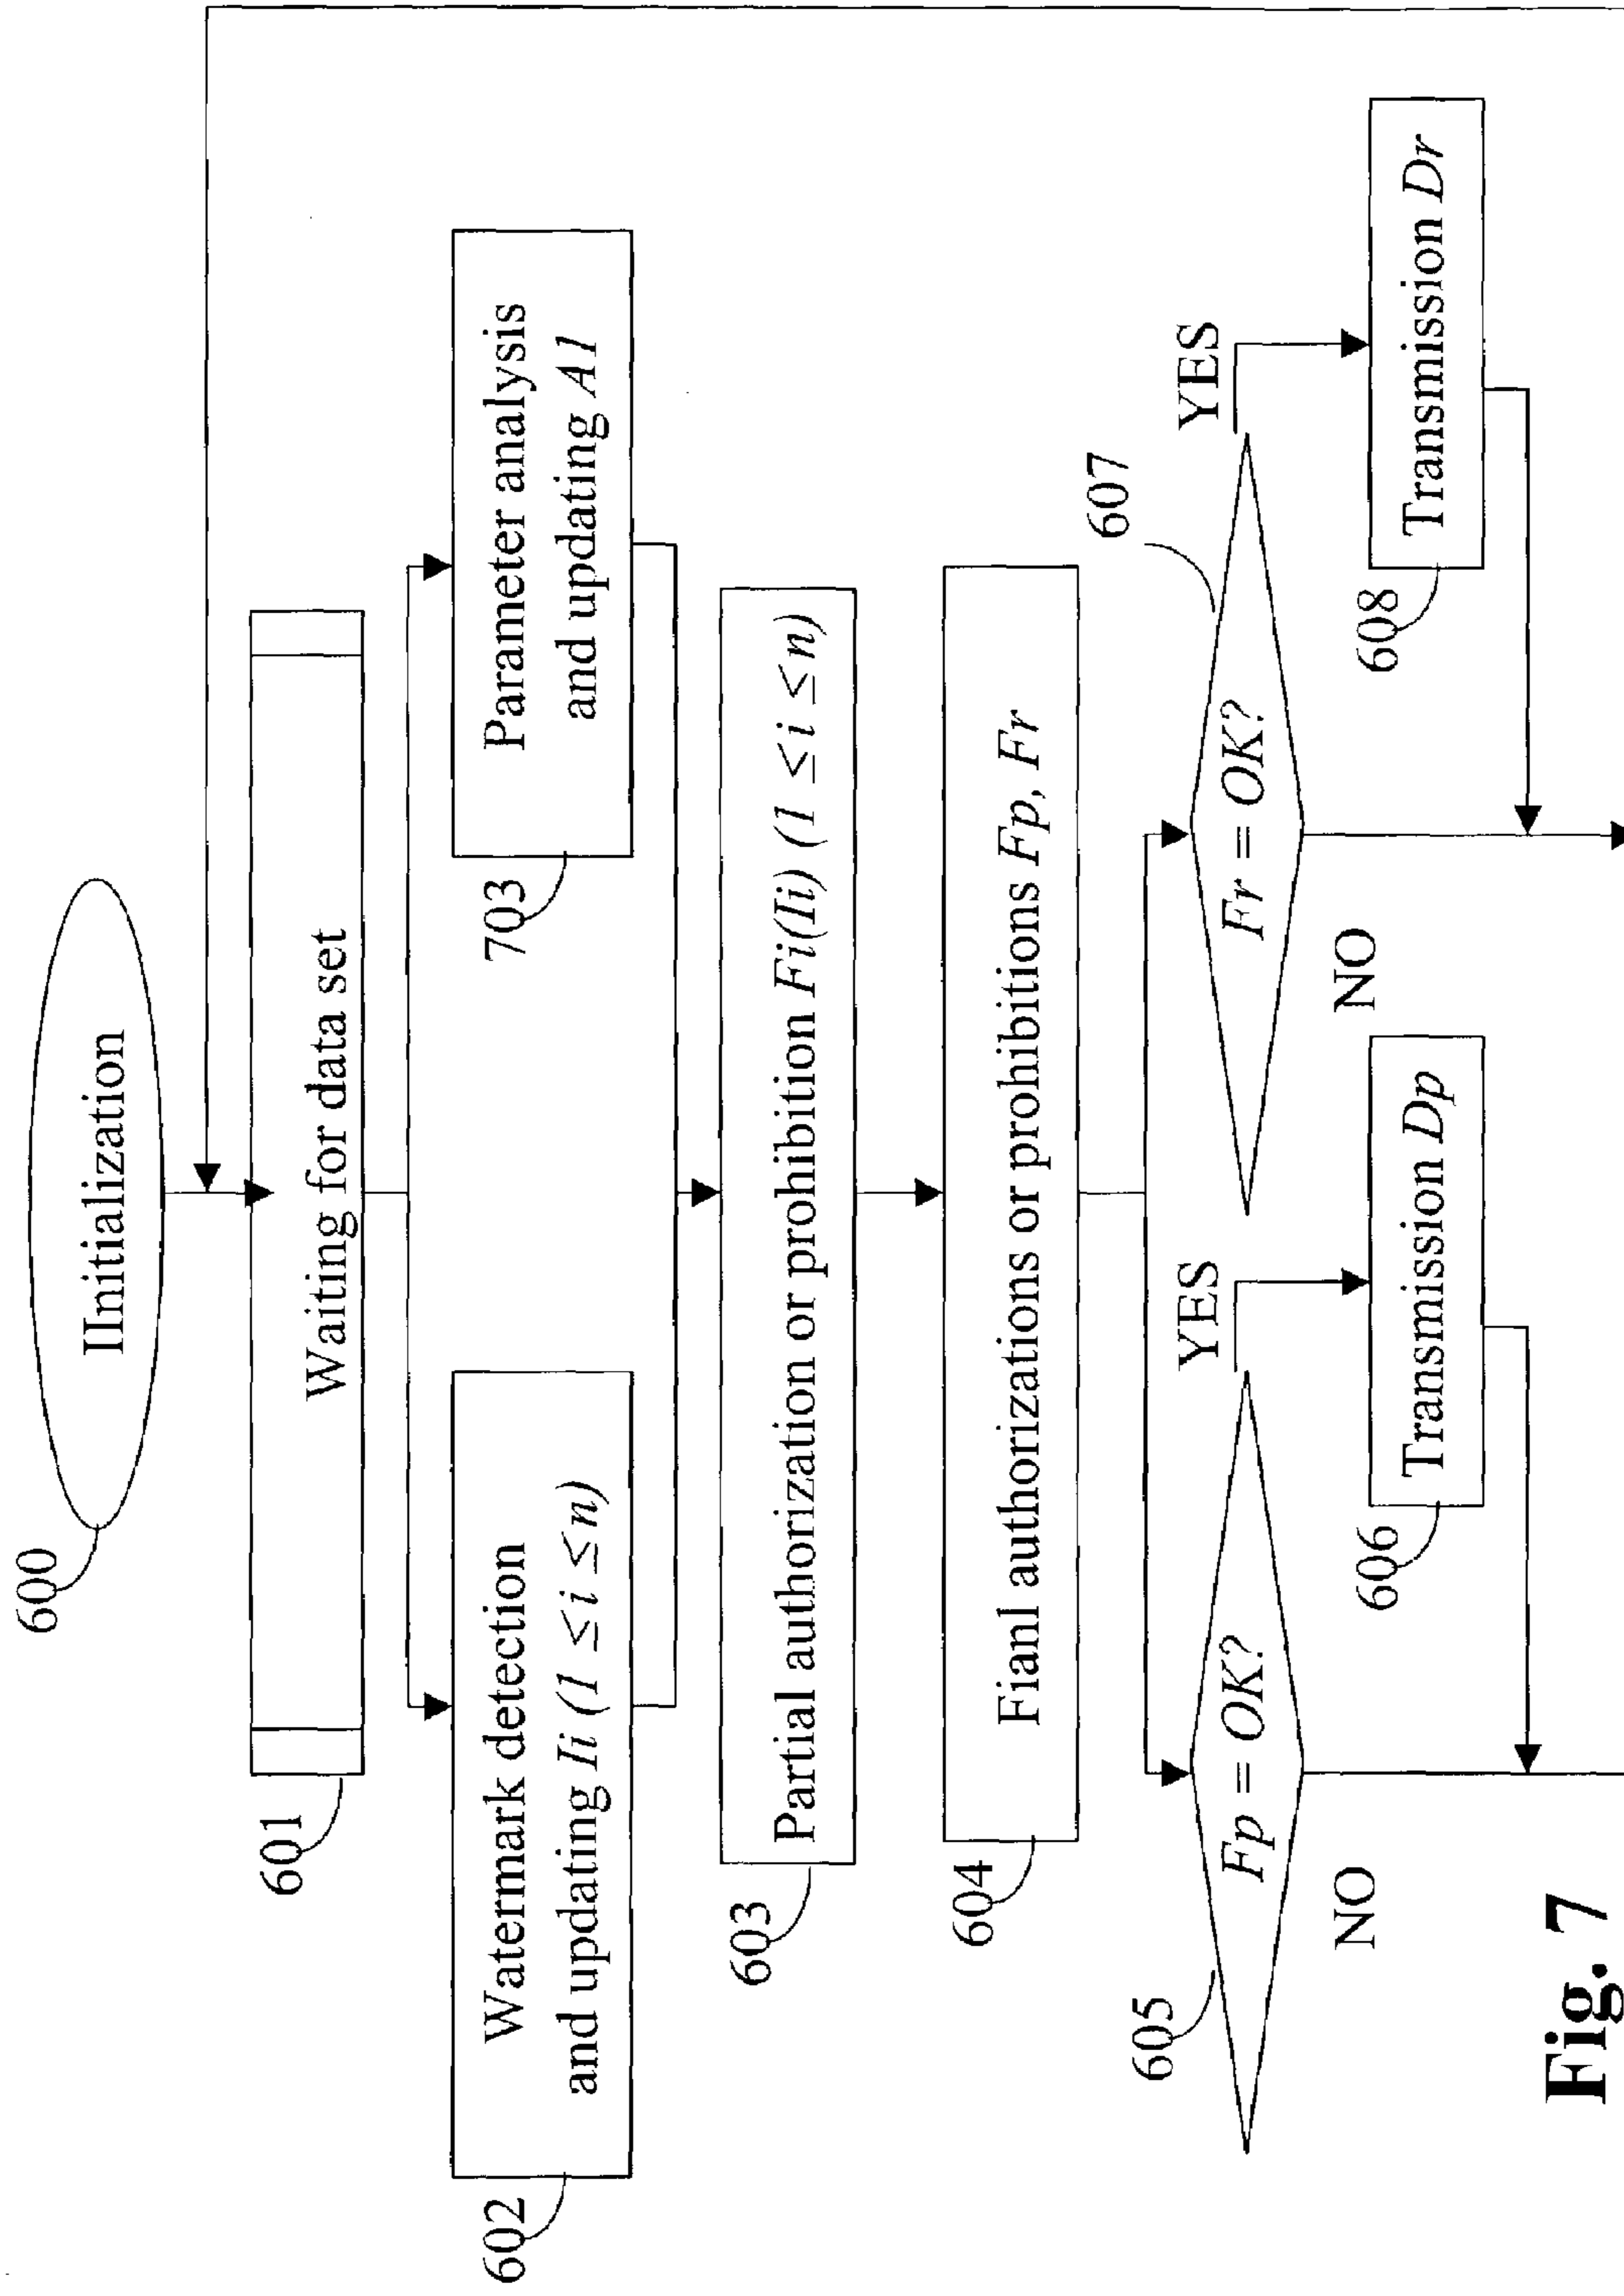 600
IInitialization
601
Waiting for data set
602
Watermark detection
and updating Ii (1 ≤ i ≤ n)
703
Parameter analysis
and updating A1
603
Partial authorization or prohibition Fi(Ii) (1 ≤ i ≤ n)
604
Fianl authorizations or prohibitions Fp, Fr
605
Fp = OK?
YES
NO
606
Transmission Dp
607
Fr = OK?
YES
NO
608
Transmission Dr
Fig. 7